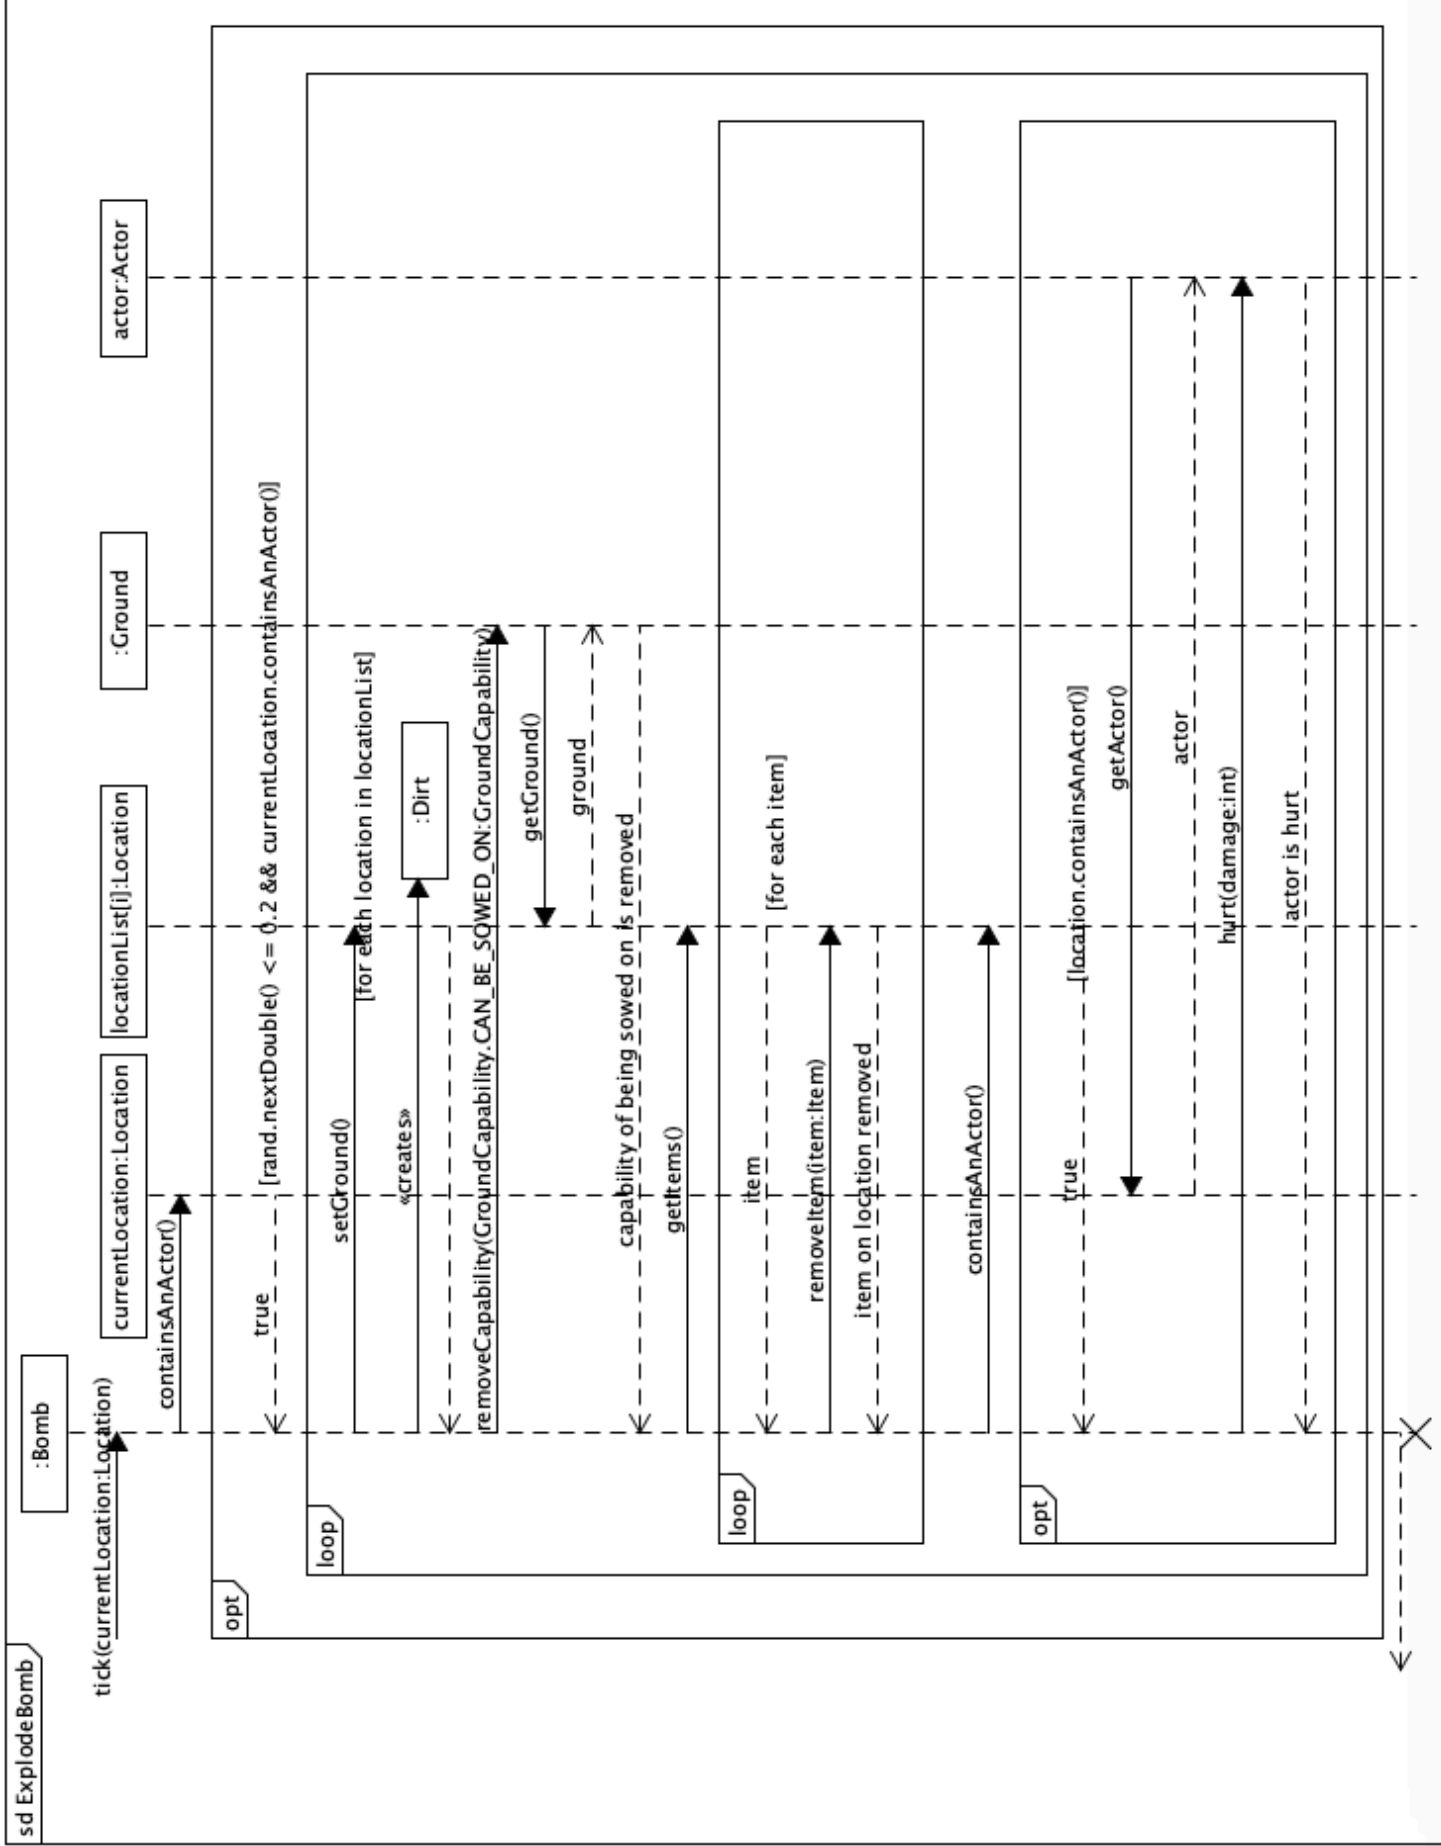 sd ExplodeBomb
:Bomb
tick(currentLocation:Location)
currentLocation:Location
locationList[i]:Location
:Ground
actor:Actor
containsAnActor()
opt
[rand.nextDouble() <= 0.2 && currentLocation.containsAnActor()]
true
loop
[for each location in locationList]
setGround()
«creates»
:Dirt
removeCapability(GroundCapability.CAN_BE_SOWED_ON:GroundCapability)
getGround()
ground
capability of being sowed on is removed
getItems()
loop
[for each item]
item
removeItem(item:Item)
item on location removed
containsAnActor()
opt
[location.containsAnActor()]
true
getActor()
actor
hurt(damage:int)
actor is hurt